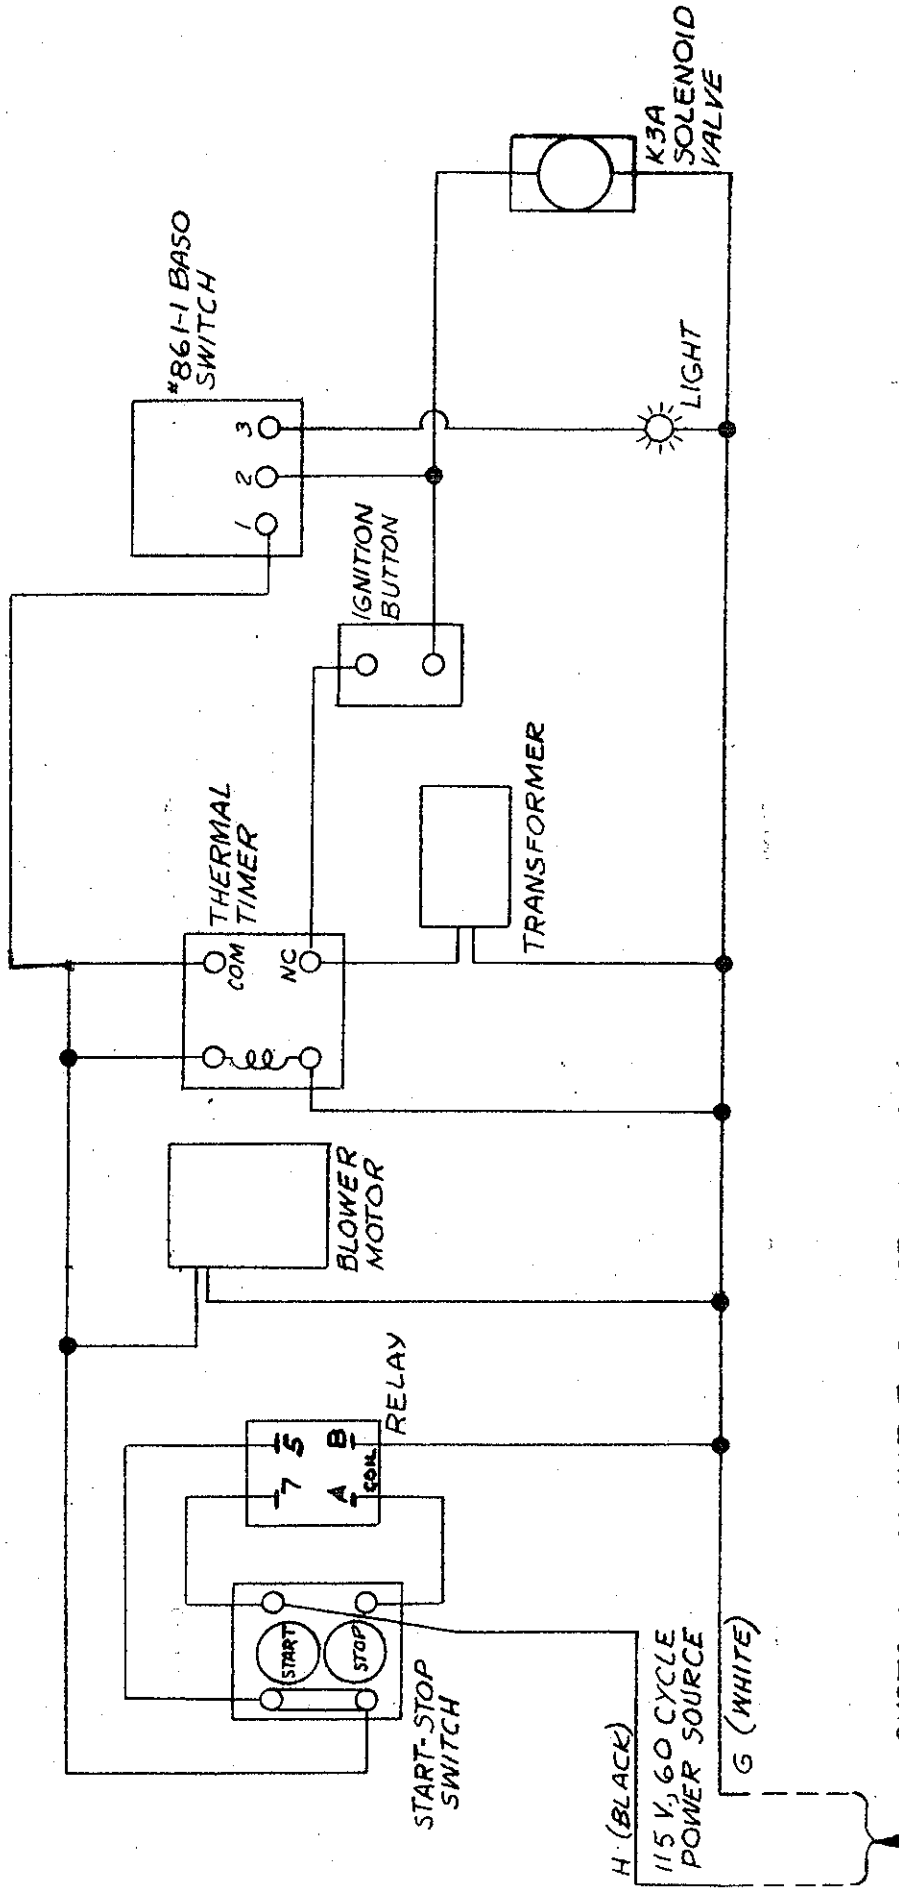 #861-1 BASO
SWITCH
1
2
3
K3A
SOLENOID
VALVE
LIGHT
IGNITION
BUTTON
THERMAL
TIMER
COM
NC
TRANSFORMER
BLOWER
MOTOR
7
5
A
B
COIL
RELAY
START
STOP
START-STOP
SWITCH
H (BLACK)
115 V., 60 CYCLE
POWER SOURCE
G (WHITE)